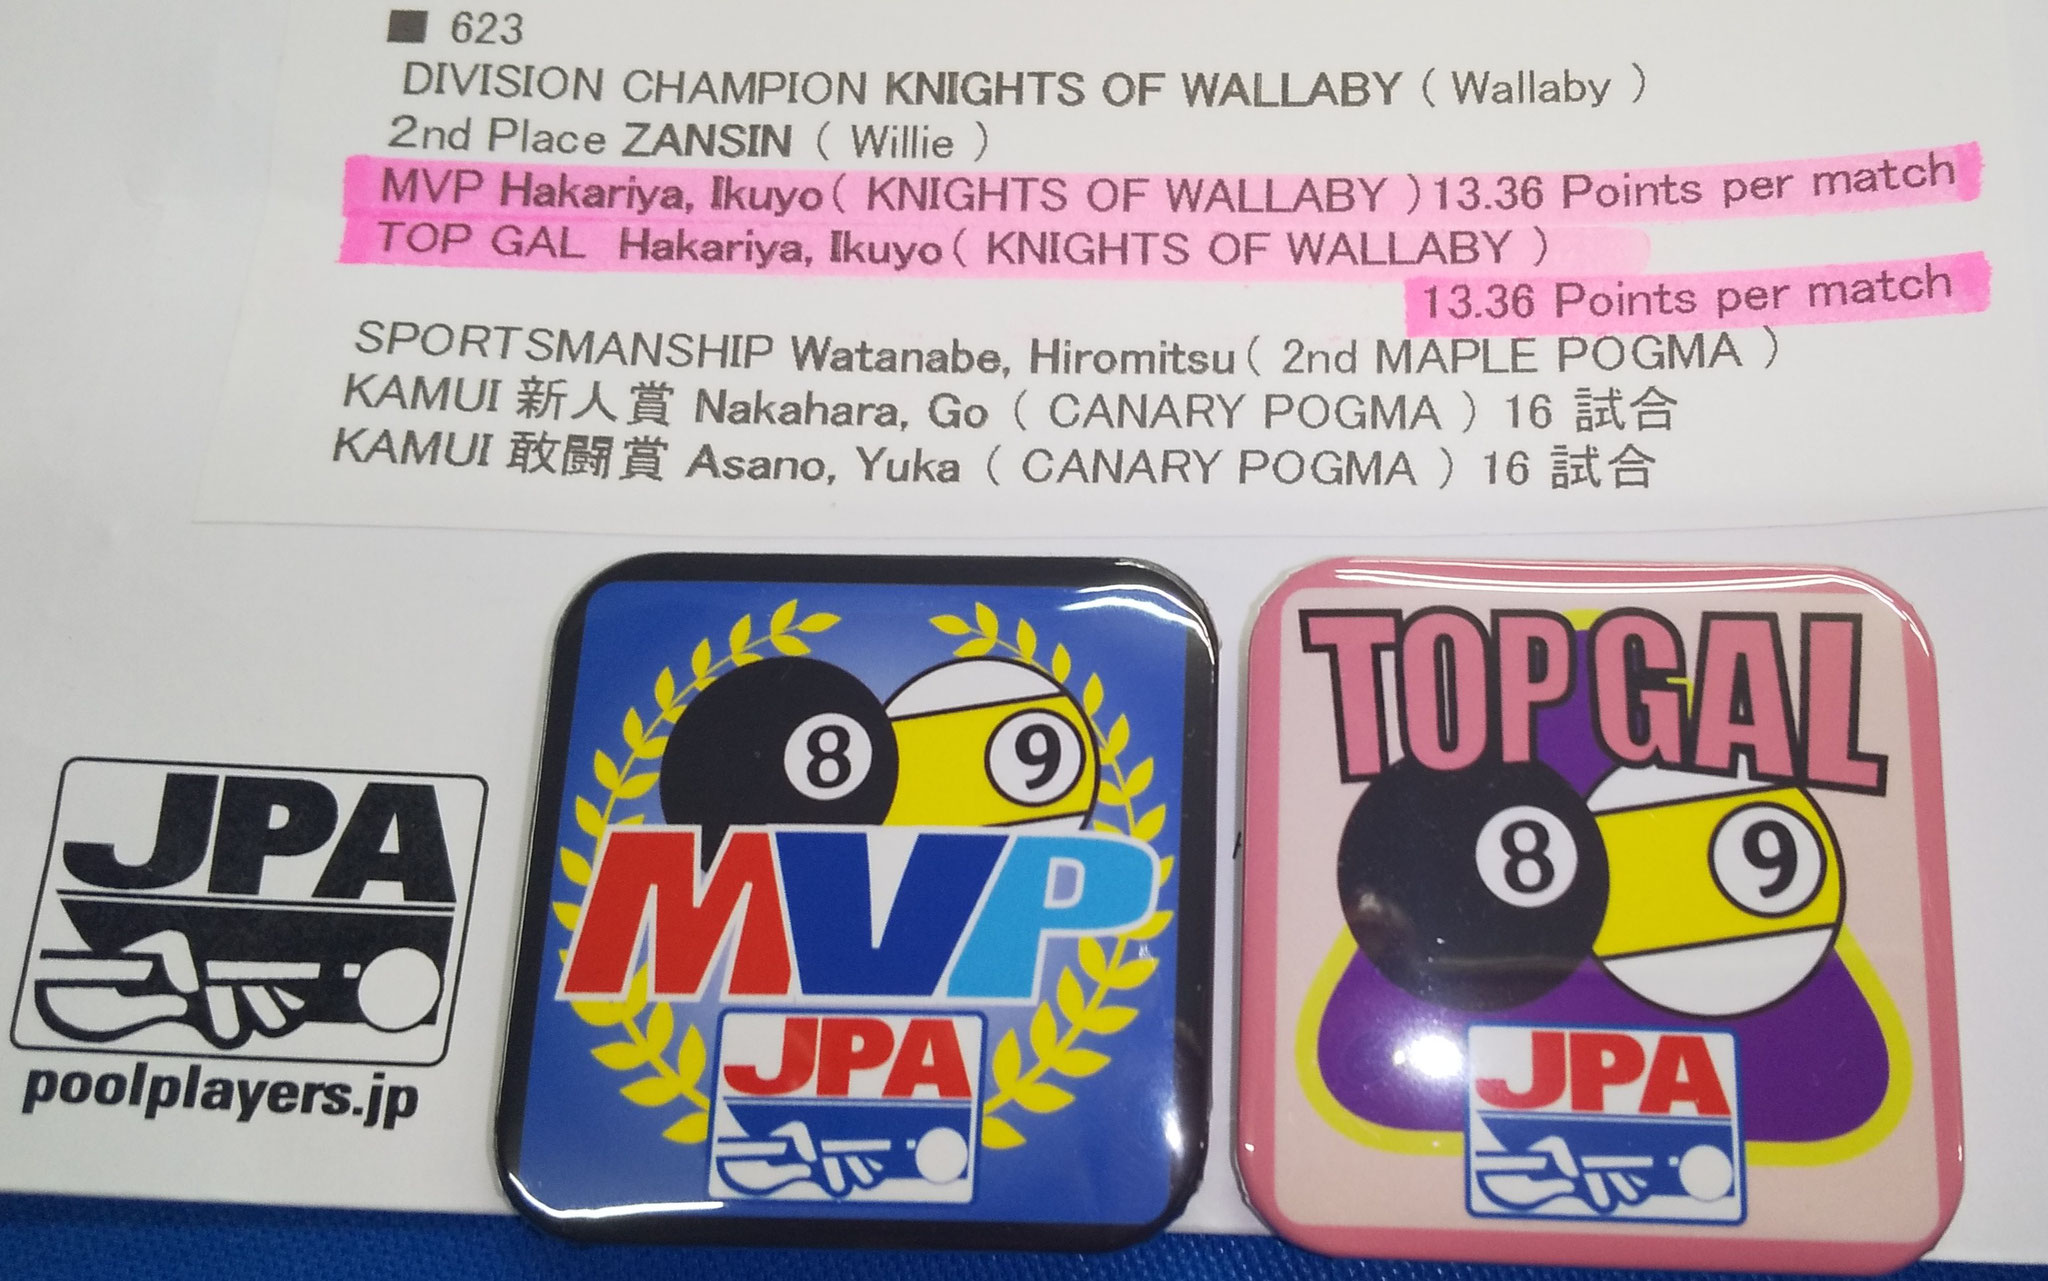 ■ 623
DIVISION CHAMPION KNIGHTS OF WALLABY ( Wallaby )
2nd Place ZANSIN ( Willie )
MVP Hakariya, Ikuyo( KNIGHTS OF WALLABY )13.36 Points per match
TOP GAL Hakariya, Ikuyo( KNIGHTS OF WALLABY )
13.36 Points per match
SPORTSMANSHIP Watanabe, Hiromitsu( 2nd MAPLE POGMA )
KAMUI 新人賞 Nakahara, Go ( CANARY POGMA ) 16 試合
KAMUI 敢闘賞 Asano, Yuka ( CANARY POGMA ) 16 試合
JPA
poolplayers.jp
8 9
MVP
JPA
TOP GAL
8 9
JPA